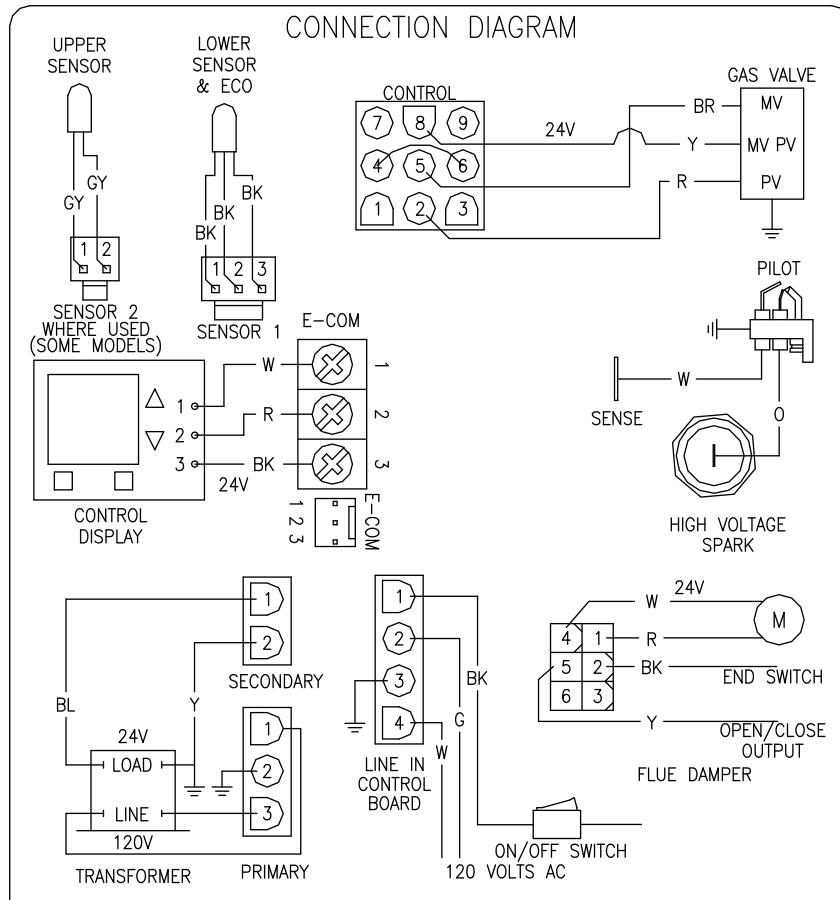 CONNECTION DIAGRAM
UPPER
SENSOR
LOWER
SENSOR
& ECO
GY
GY
BK
BK
BK
1 2
1 2 3
SENSOR 2
WHERE USED
(SOME MODELS)
SENSOR 1
CONTROL
7 8 9
4 5 6
1 2 3
24V
BR
Y
R
GAS VALVE
MV
MV PV
PV
PILOT
W
O
SENSE
HIGH VOLTAGE
SPARK
E-COM
W
R
BK
1
2
3
1
2
3
24V
CONTROL
DISPLAY
1 2 3
E-COM
1
2
SECONDARY
BL
Y
24V
LOAD
LINE
120V
TRANSFORMER
1
2
3
PRIMARY
1
2
3
4
LINE IN
CONTROL
BOARD
BK
G
W
ON/OFF SWITCH
120 VOLTS AC
4 1
5 2
6 3
W
24V
R
BK
Y
M
END SWITCH
OPEN/CLOSE
OUTPUT
FLUE DAMPER